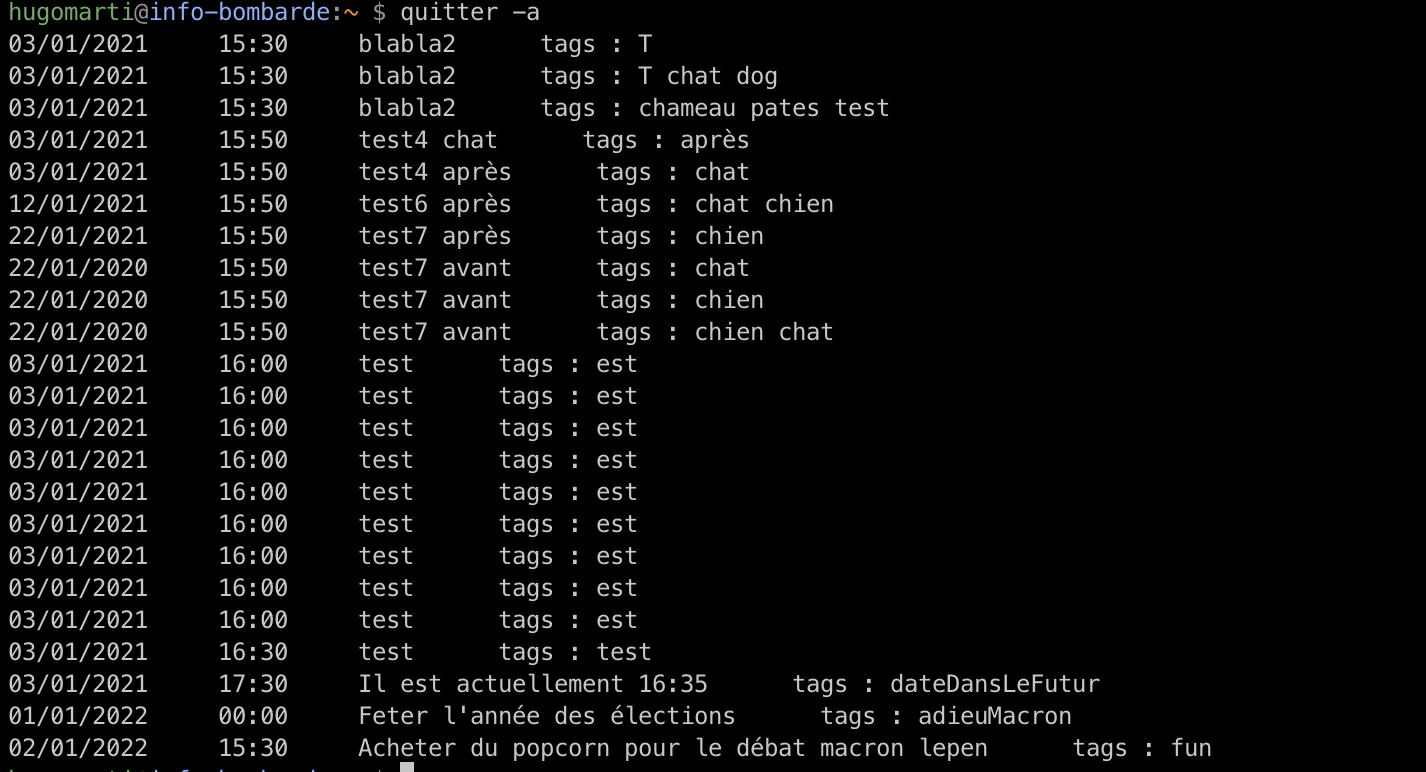 hugomarti@info-bombarde:~ $ quitter -a
03/01/2021     15:30     blabla2      tags : T
03/01/2021     15:30     blabla2      tags : T chat dog
03/01/2021     15:30     blabla2      tags : chameau pates test
03/01/2021     15:50     test4 chat      tags : après
03/01/2021     15:50     test4 après      tags : chat
12/01/2021     15:50     test6 après      tags : chat chien
22/01/2021     15:50     test7 après      tags : chien
22/01/2020     15:50     test7 avant      tags : chat
22/01/2020     15:50     test7 avant      tags : chien
22/01/2020     15:50     test7 avant      tags : chien chat
03/01/2021     16:00     test      tags : est
03/01/2021     16:00     test      tags : est
03/01/2021     16:00     test      tags : est
03/01/2021     16:00     test      tags : est
03/01/2021     16:00     test      tags : est
03/01/2021     16:00     test      tags : est
03/01/2021     16:00     test      tags : est
03/01/2021     16:00     test      tags : est
03/01/2021     16:00     test      tags : est
03/01/2021     16:30     test      tags : test
03/01/2021     17:30     Il est actuellement 16:35      tags : dateDansLeFutur
01/01/2022     00:00     Feter l'année des élections      tags : adieuMacron
02/01/2022     15:30     Acheter du popcorn pour le débat macron lepen      tags : fun